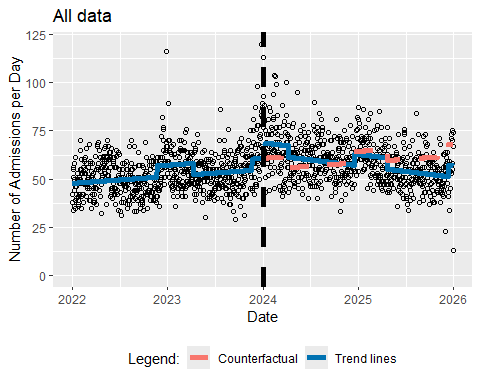 All data
Number of Admissions per Day
125
100
75
50
25
0
2022 2023 2024 2025 2026
Date
Legend: Counterfactual Trend lines